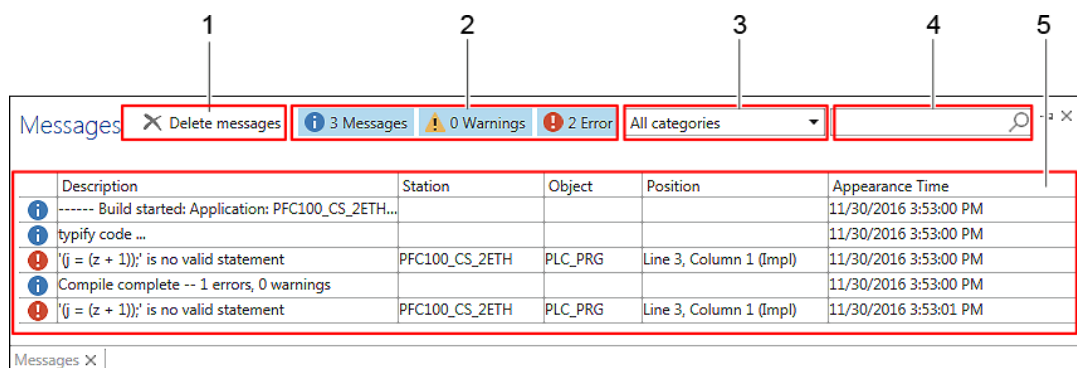 1 2 3 4 5
Messages Delete messages 3 Messages 0 Warnings 2 Error All categories
Description Station Object Position Appearance Time
------ Build started: Application: PFC100_CS_2ETH... 11/30/2016 3:53:00 PM
typify code ... 11/30/2016 3:53:00 PM
'(j = (z + 1));' is no valid statement PFC100_CS_2ETH PLC_PRG Line 3, Column 1 (Impl) 11/30/2016 3:53:00 PM
Compile complete -- 1 errors, 0 warnings 11/30/2016 3:53:00 PM
'(j = (z + 1));' is no valid statement PFC100_CS_2ETH PLC_PRG Line 3, Column 1 (Impl) 11/30/2016 3:53:01 PM
Messages